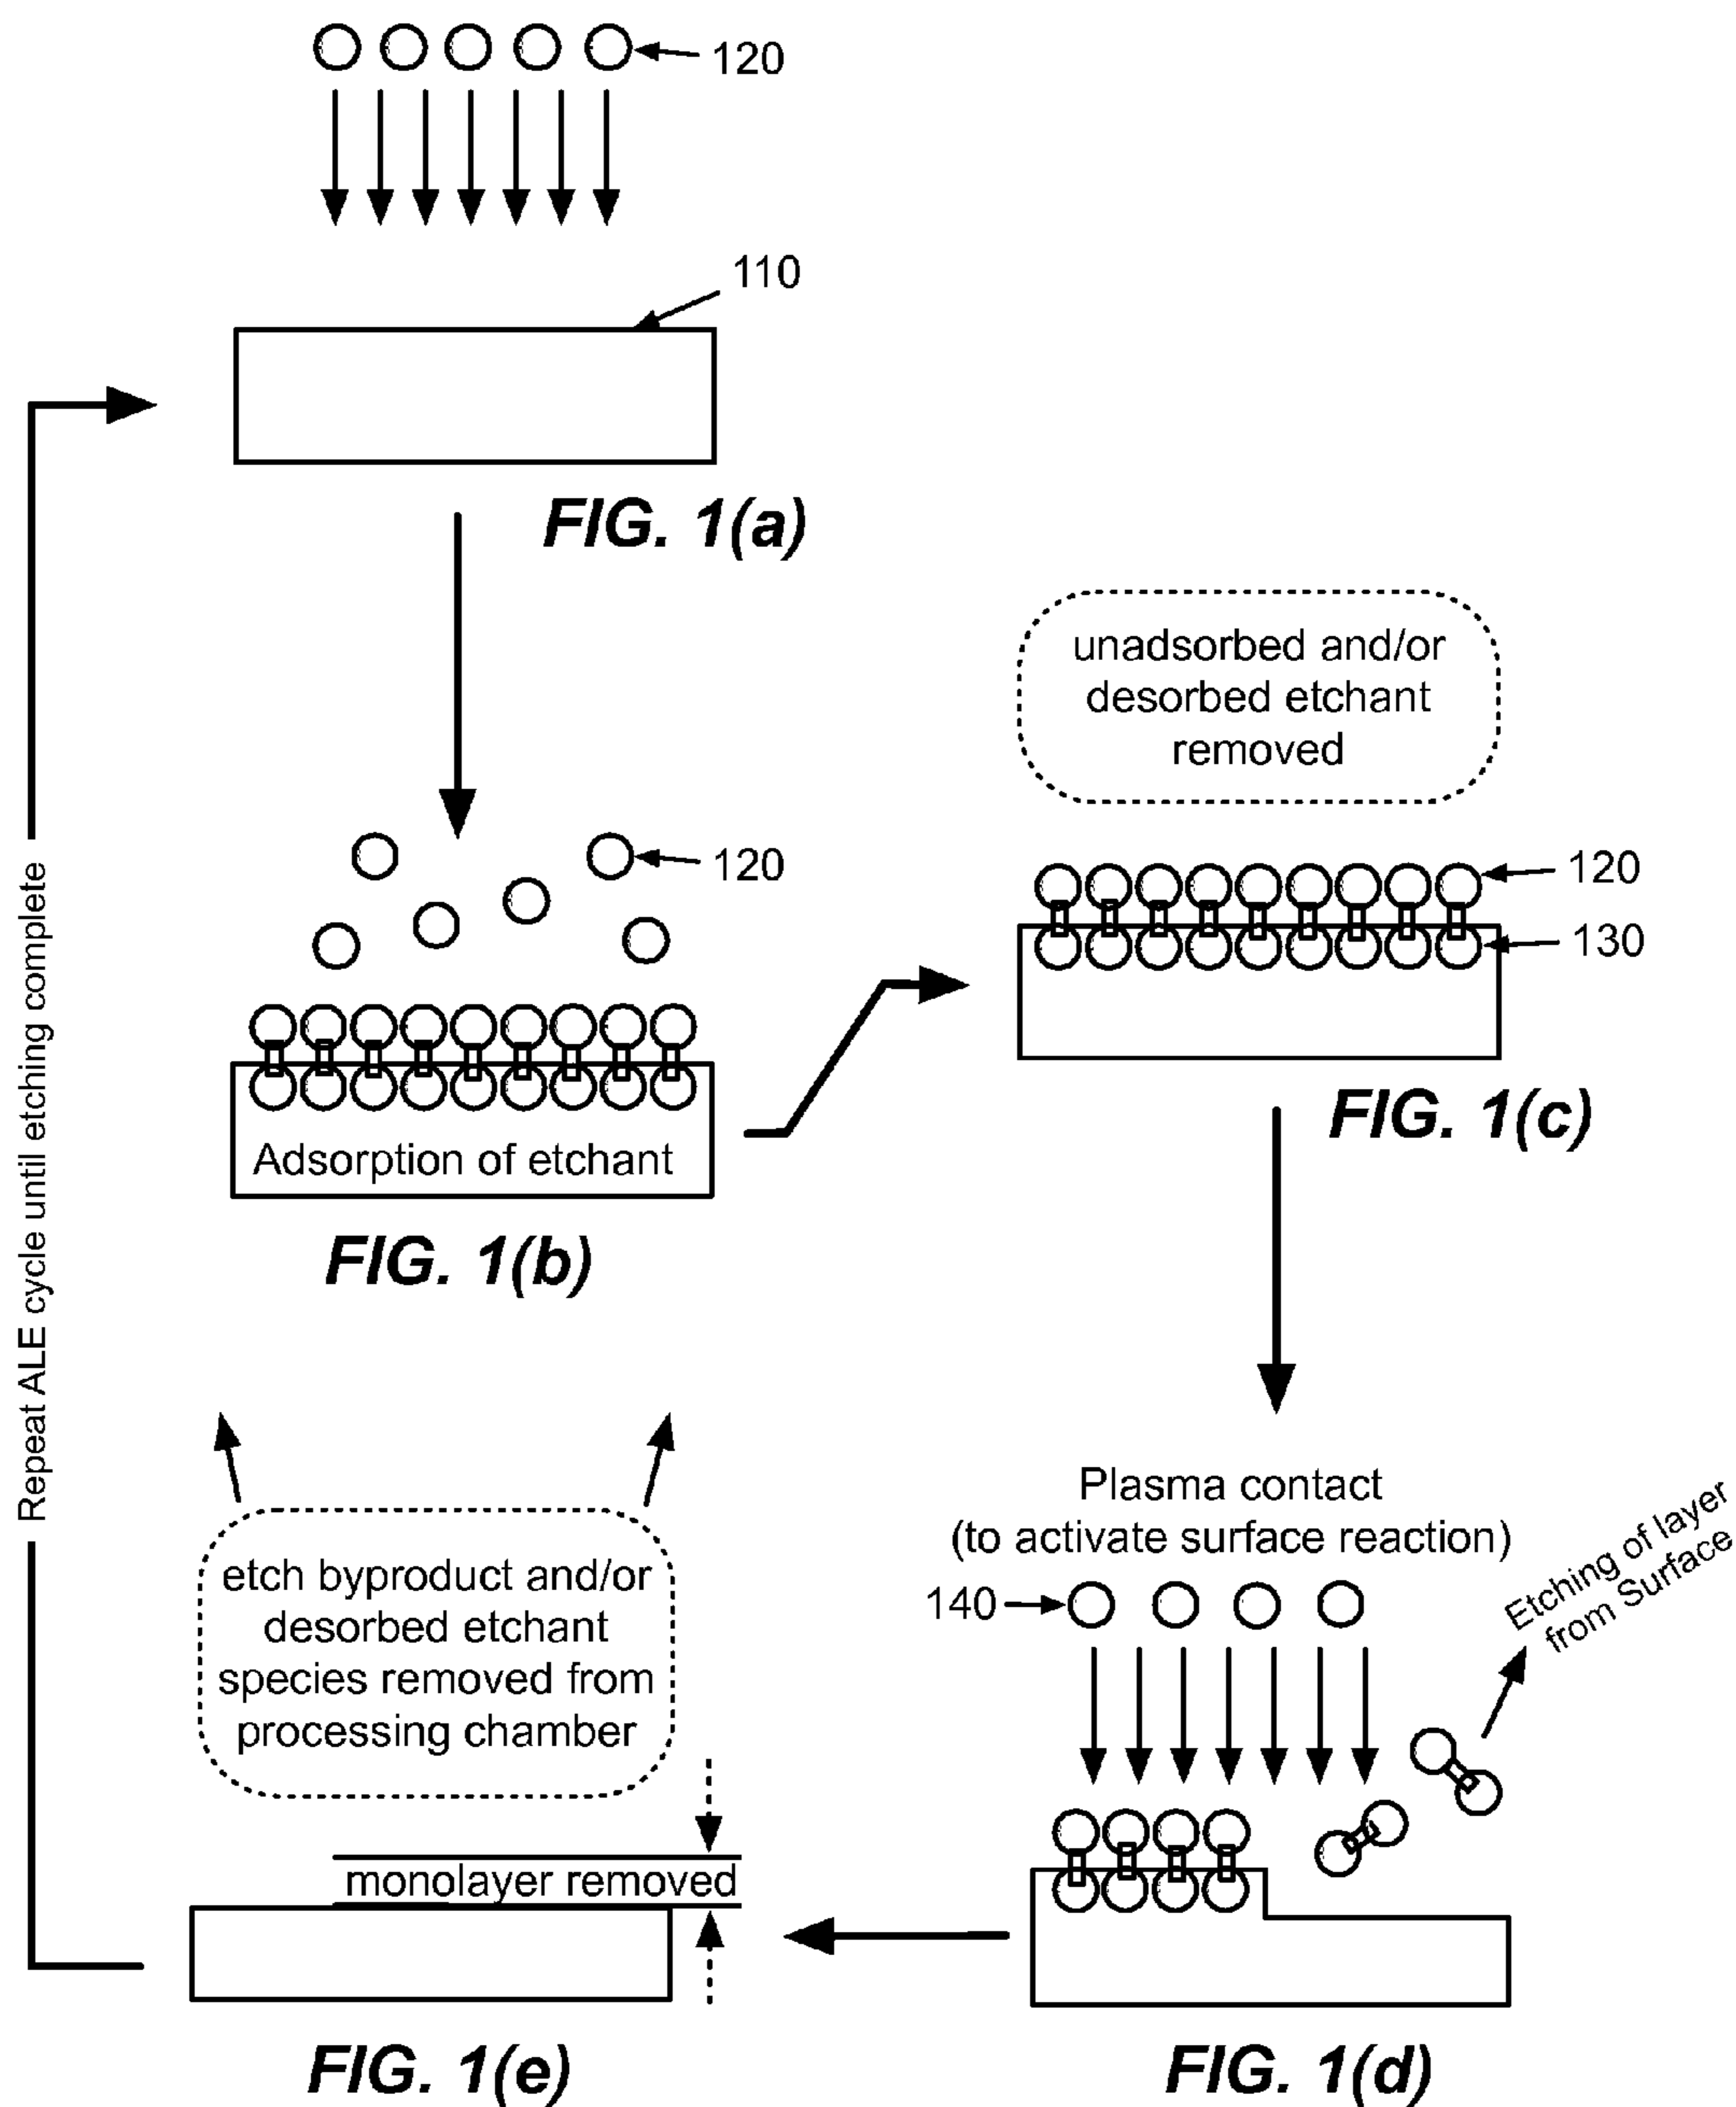 120
110
FIG. 1(a)
unadsorbed and/or
desorbed etchant
removed
120
120
130
Adsorption of etchant
FIG. 1(b)
FIG. 1(c)
Repeat ALE cycle until etching complete
Plasma contact
(to activate surface reaction)
140
Etching of layer
from Surface
etch byproduct and/or
desorbed etchant
species removed from
processing chamber
monolayer removed
FIG. 1(e)
FIG. 1(d)